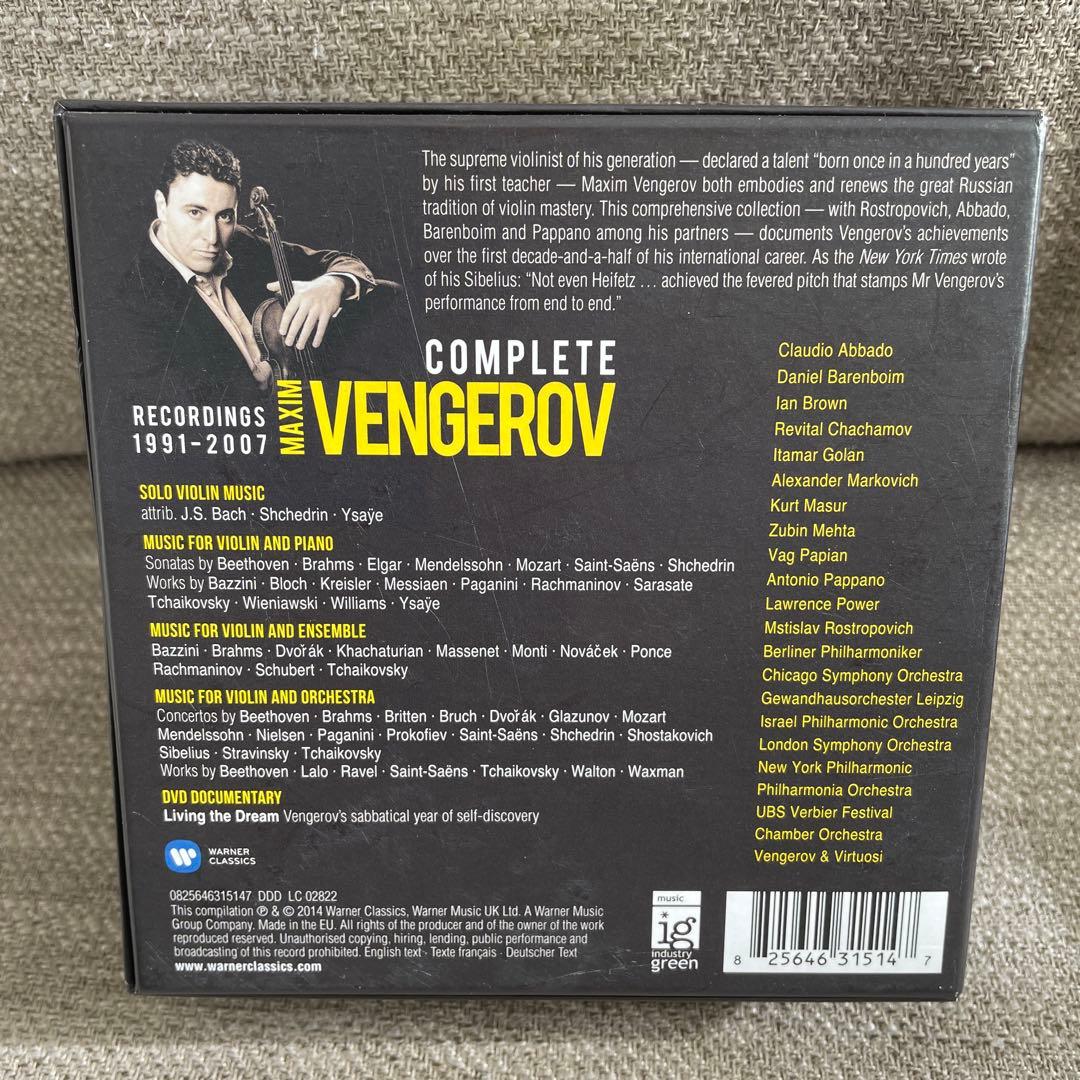 The supreme violinist of his generation — declared a talent “born once in a hundred years”
by his first teacher — Maxim Vengerov both embodies and renews the great Russian
tradition of violin mastery. This comprehensive collection — with Rostropovich, Abbado,
Barenboim and Pappano among his partners — documents Vengerov's achievements
over the first decade-and-a-half of his international career. As the New York Times wrote
of his Sibelius: “Not even Heifetz ... achieved the fevered pitch that stamps Mr Vengerov's
performance from end to end.”
COMPLETE
MAXIM VENGEROV
RECORDINGS
1991-2007
SOLO VIOLIN MUSIC
attrib. J.S. Bach · Shchedrin · Ysaÿe
MUSIC FOR VIOLIN AND PIANO
Sonatas by Beethoven · Brahms · Elgar · Mendelssohn · Mozart · Saint-Saëns · Shchedrin
Works by Bazzini · Bloch · Kreisler · Messiaen · Paganini · Rachmaninov · Sarasate
Tchaikovsky · Wieniawski · Williams · Ysaÿe
MUSIC FOR VIOLIN AND ENSEMBLE
Bazzini · Brahms · Dvořák · Khachaturian · Massenet · Monti · Nováček · Ponce
Rachmaninov · Schubert · Tchaikovsky
MUSIC FOR VIOLIN AND ORCHESTRA
Concertos by Beethoven · Brahms · Britten · Bruch · Dvořák · Glazunov · Mozart
Mendelssohn · Nielsen · Paganini · Prokofiev · Saint-Saëns · Shchedrin · Shostakovich
Sibelius · Stravinsky · Tchaikovsky
Works by Beethoven · Lalo · Ravel · Saint-Saëns · Tchaikovsky · Walton · Waxman
DVD DOCUMENTARY
Living the Dream Vengerov's sabbatical year of self-discovery
Claudio Abbado
Daniel Barenboim
Ian Brown
Revital Chachamov
Itamar Golan
Alexander Markovich
Kurt Masur
Zubin Mehta
Vag Papian
Antonio Pappano
Lawrence Power
Mstislav Rostropovich
Berliner Philharmoniker
Chicago Symphony Orchestra
Gewandhausorchester Leipzig
Israel Philharmonic Orchestra
London Symphony Orchestra
New York Philharmonic
Philharmonia Orchestra
UBS Verbier Festival
Chamber Orchestra
Vengerov & Virtuosi
WARNER
CLASSICS
0825646315147 DDD LC 02822
This compilation ℗ & © 2014 Warner Classics, Warner Music UK Ltd. A Warner Music
Group Company. Made in the EU. All rights of the producer and of the owner of the work
reproduced reserved. Unauthorised copying, hiring, lending, public performance and
broadcasting of this record prohibited. English text · Texte français · Deutscher Text
www.warnerclassics.com
music
*ig
industry
green
8 25646 31514 7